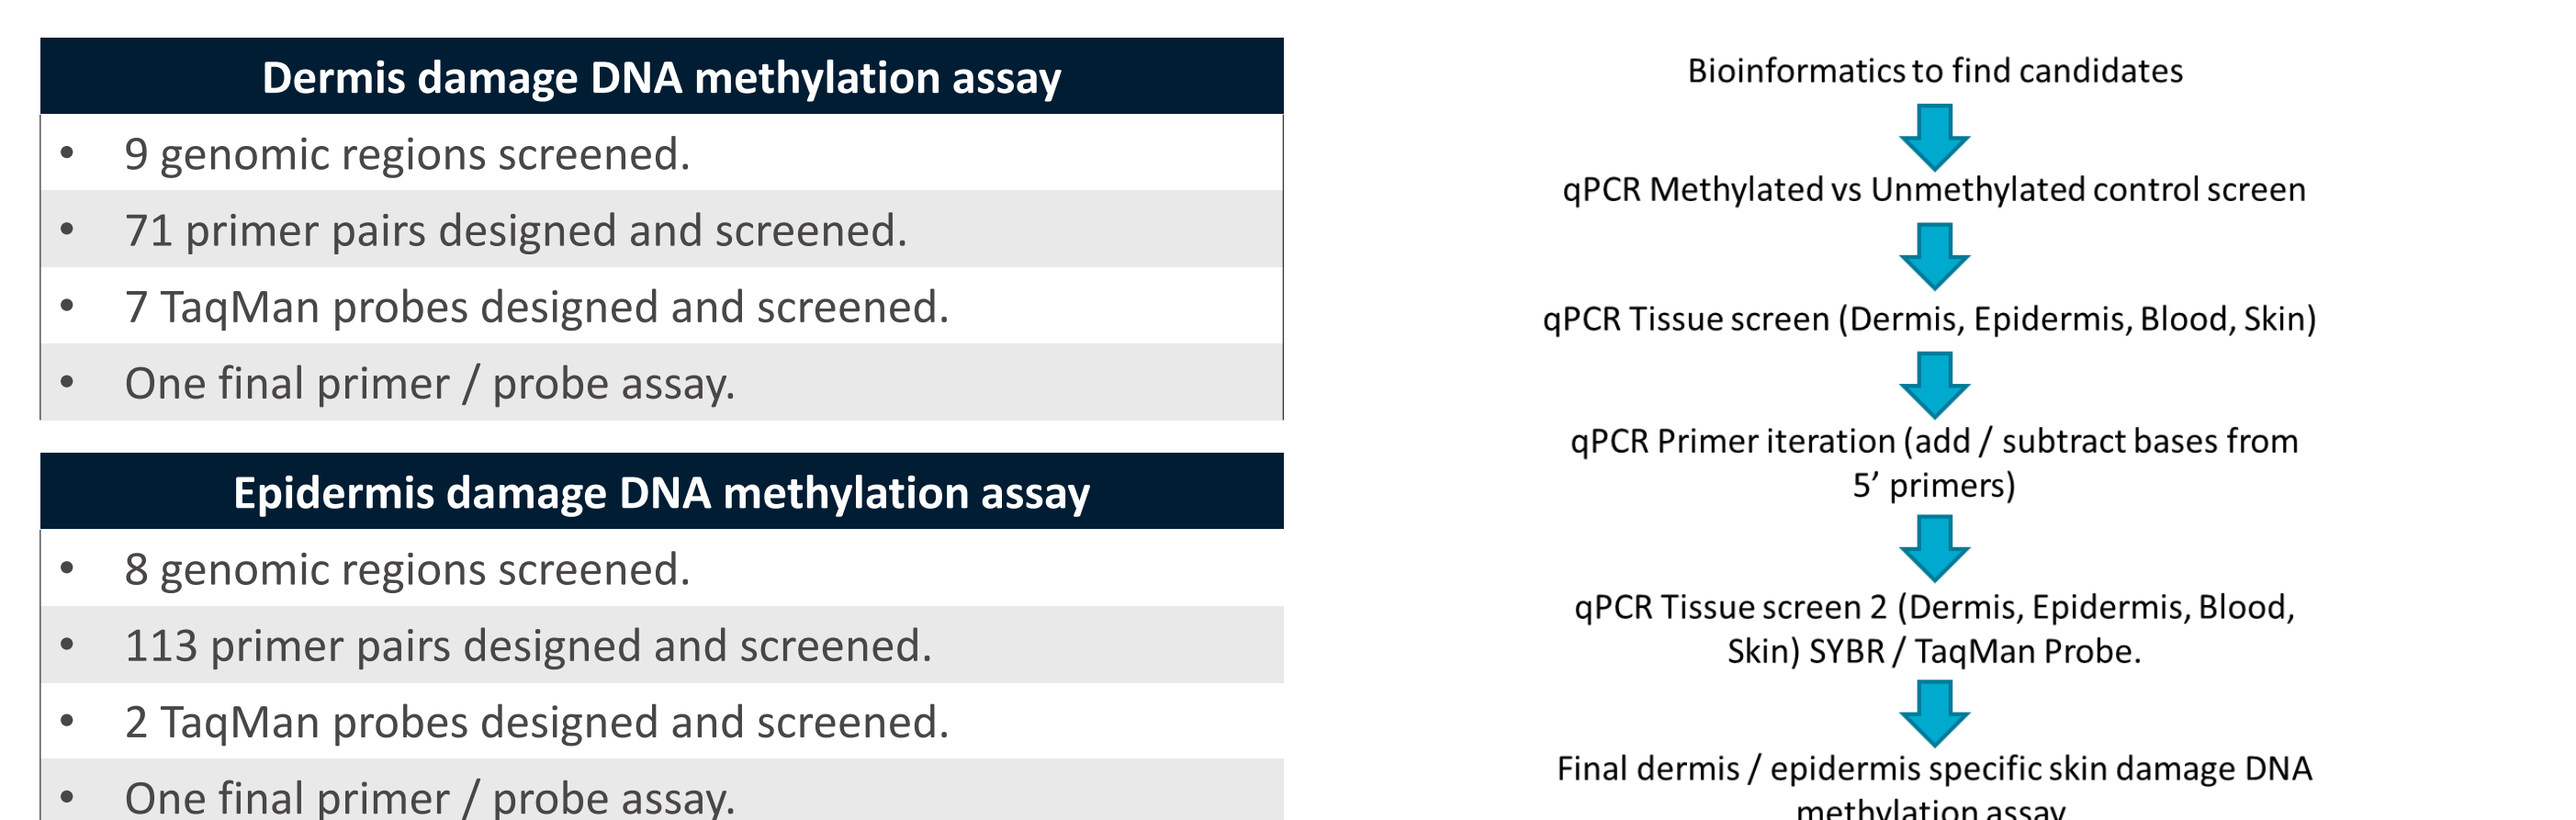 Dermis damage DNA methylation assay
• 9 genomic regions screened.
• 71 primer pairs designed and screened.
• 7 TaqMan probes designed and screened.
• One final primer / probe assay.
Epidermis damage DNA methylation assay
• 8 genomic regions screened.
• 113 primer pairs designed and screened.
• 2 TaqMan probes designed and screened.
• One final primer / probe assay.
Bioinformatics to find candidates
qPCR Methylated vs Unmethylated control screen
qPCR Tissue screen (Dermis, Epidermis, Blood, Skin)
qPCR Primer iteration (add / subtract bases from
5’ primers)
qPCR Tissue screen 2 (Dermis, Epidermis, Blood,
Skin) SYBR / TaqMan Probe.
Final dermis / epidermis specific skin damage DNA
methylation assay